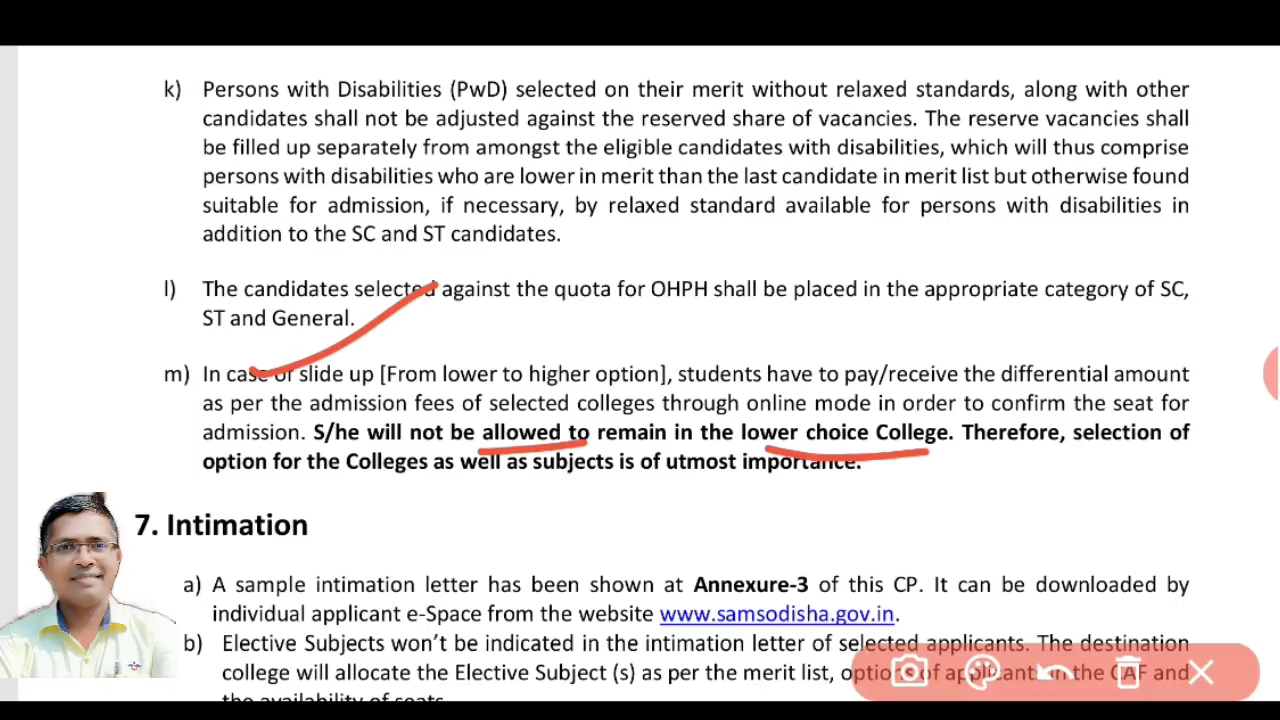 k) Persons with Disabilities (PwD) selected on their merit without relaxed standards, along with other
candidates shall not be adjusted against the reserved share of vacancies. The reserve vacancies shall
be filled up separately from amongst the eligible candidates with disabilities, which will thus comprise
persons with disabilities who are lower in merit than the last candidate in merit list but otherwise found
suitable for admission, if necessary, by relaxed standard available for persons with disabilities in
addition to the SC and ST candidates.
l) The candidates selected against the quota for OHPH shall be placed in the appropriate category of SC,
ST and General.
m) In case of slide up [From lower to higher option], students have to pay/receive the differential amount
as per the admission fees of selected colleges through online mode in order to confirm the seat for
admission. S/he will not be allowed to remain in the lower choice College. Therefore, selection of
option for the Colleges as well as subjects is of utmost importance.
7. Intimation
a) A sample intimation letter has been shown at Annexure-3 of this CP. It can be downloaded by
individual applicant e-Space from the website www.samsodisha.gov.in.
b) Elective Subjects won't be indicated in the intimation letter of selected applicants. The destination
college will allocate the Elective Subject (s) as per the merit list, options of applicants in the CAF and
the availability of seats.